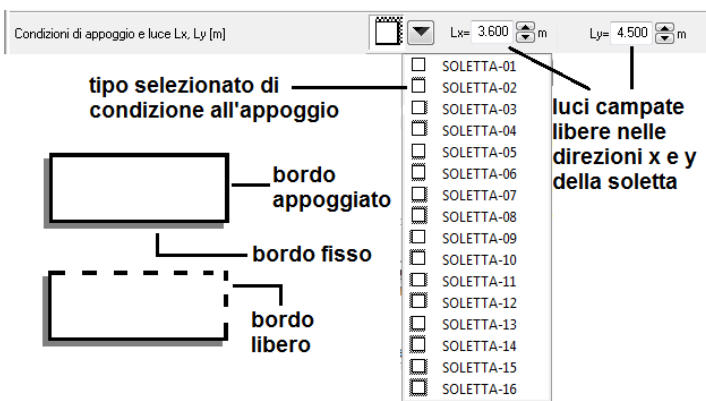 Condizioni di appoggio e luce Lx, Ly [m]
Lx= 3.600 m
Ly= 4.500 m
tipo selezionato di
condizione all'appoggio
SOLETTA-01
SOLETTA-02
SOLETTA-03
SOLETTA-04
SOLETTA-05
SOLETTA-06
SOLETTA-07
SOLETTA-08
SOLETTA-09
SOLETTA-10
SOLETTA-11
SOLETTA-12
SOLETTA-13
SOLETTA-14
SOLETTA-15
SOLETTA-16
luci campate
libere nelle
direzioni x e y
della soletta
bordo
appoggiato
bordo fisso
bordo
libero